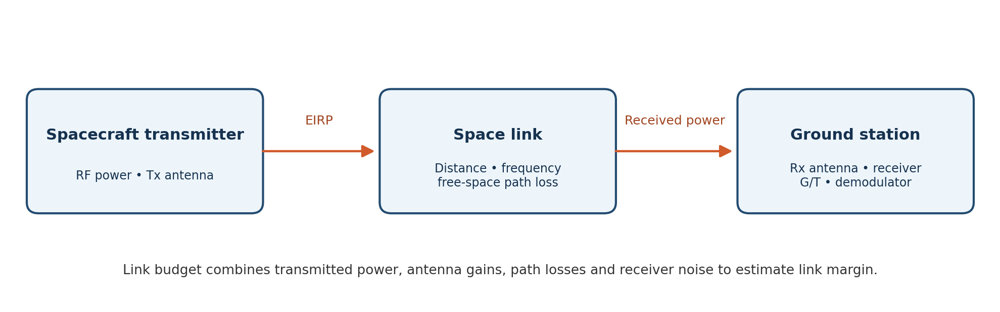 Spacecraft transmitter
RF power • Tx antenna
EIRP
Space link
Distance • frequency
free-space path loss
Received power
Ground station
Rx antenna • receiver
G/T • demodulator
Link budget combines transmitted power, antenna gains, path losses and receiver noise to estimate link margin.